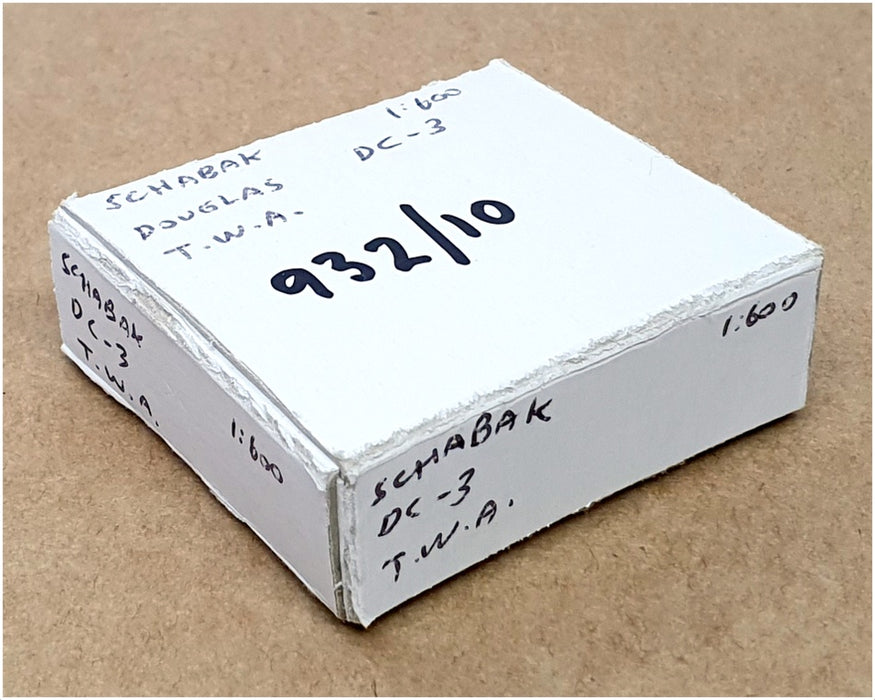 SCHABAK 1:600
DOUGLAS DC-3
T.W.A.
932/10
SCHABAK
DC-3
T.W.A.
1:600
1:600
SCHABAK
DC-3
T.W.A.